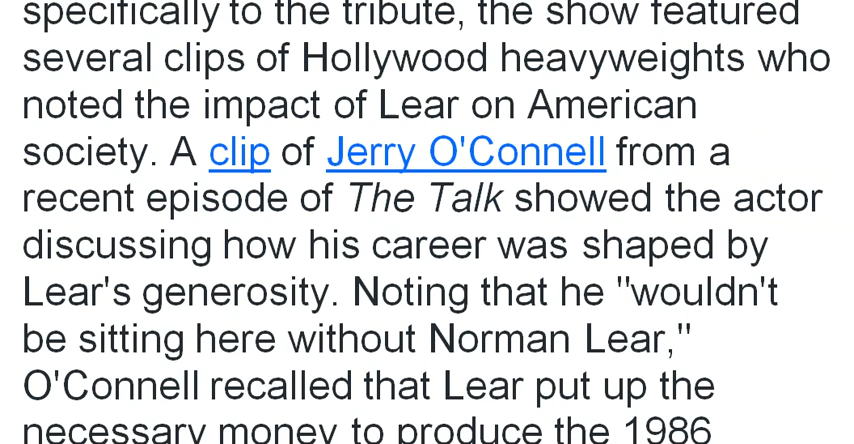 specifically to the tribute, the show featured
several clips of Hollywood heavyweights who
noted the impact of Lear on American
society. A clip of Jerry O'Connell from a
recent episode of The Talk showed the actor
discussing how his career was shaped by
Lear's generosity. Noting that he "wouldn't
be sitting here without Norman Lear,"
O'Connell recalled that Lear put up the
necessary money to produce the 1986